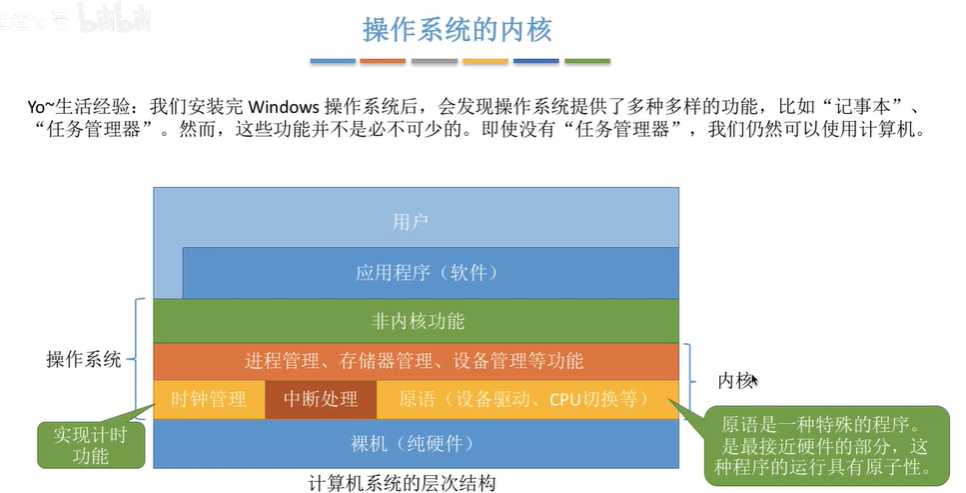 bilibili
操作系统的内核
Yo~生活经验：我们安装完 Windows 操作系统后，会发现操作系统提供了多种多样的功能，比如“记事本”、
“任务管理器”。然而，这些功能并不是必不可少的。即使没有“任务管理器”，我们仍然可以使用计算机。
用户
应用程序（软件）
非内核功能
操作系统
进程管理、存储器管理、设备管理等功能
内核
时钟管理
中断处理
原语（设备驱动、CPU切换等）
实现计时
功能
裸机（纯硬件）
原语是一种特殊的程序。
是最接近硬件的部分，这
种程序的运行具有原子性。
计算机系统的层次结构